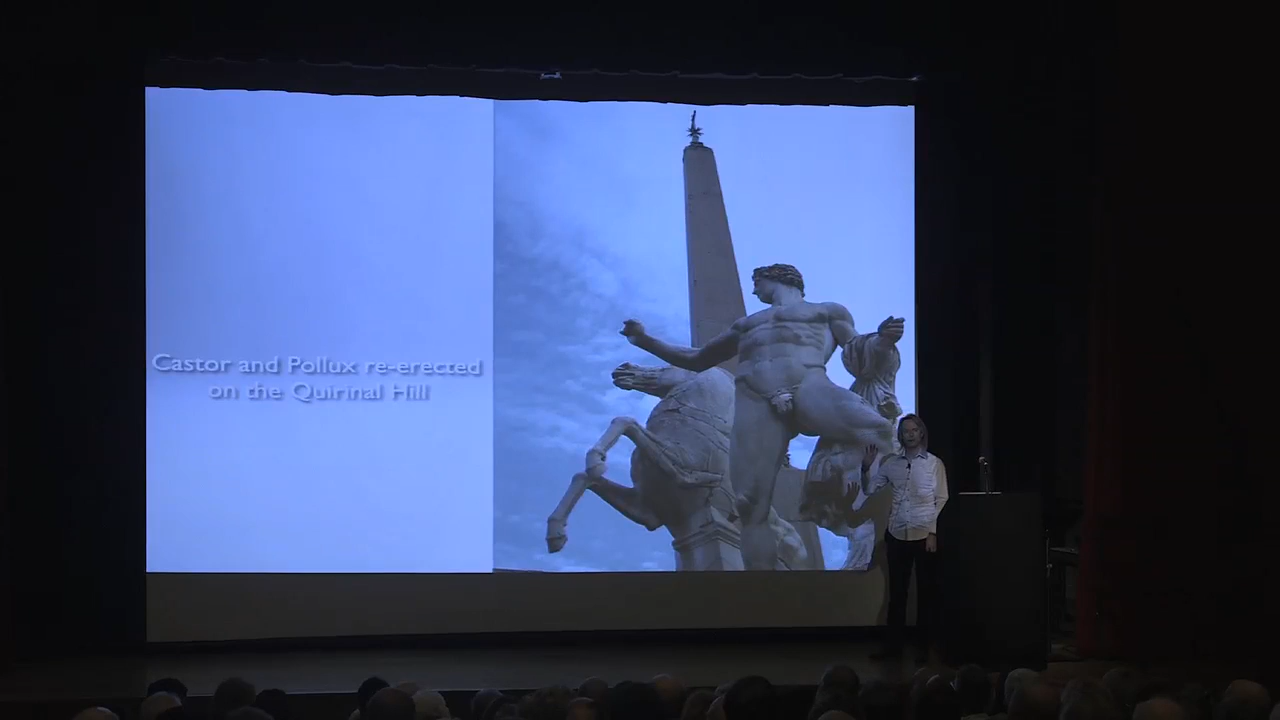 Castor and Pollux re-erected
on the Quirinal Hill